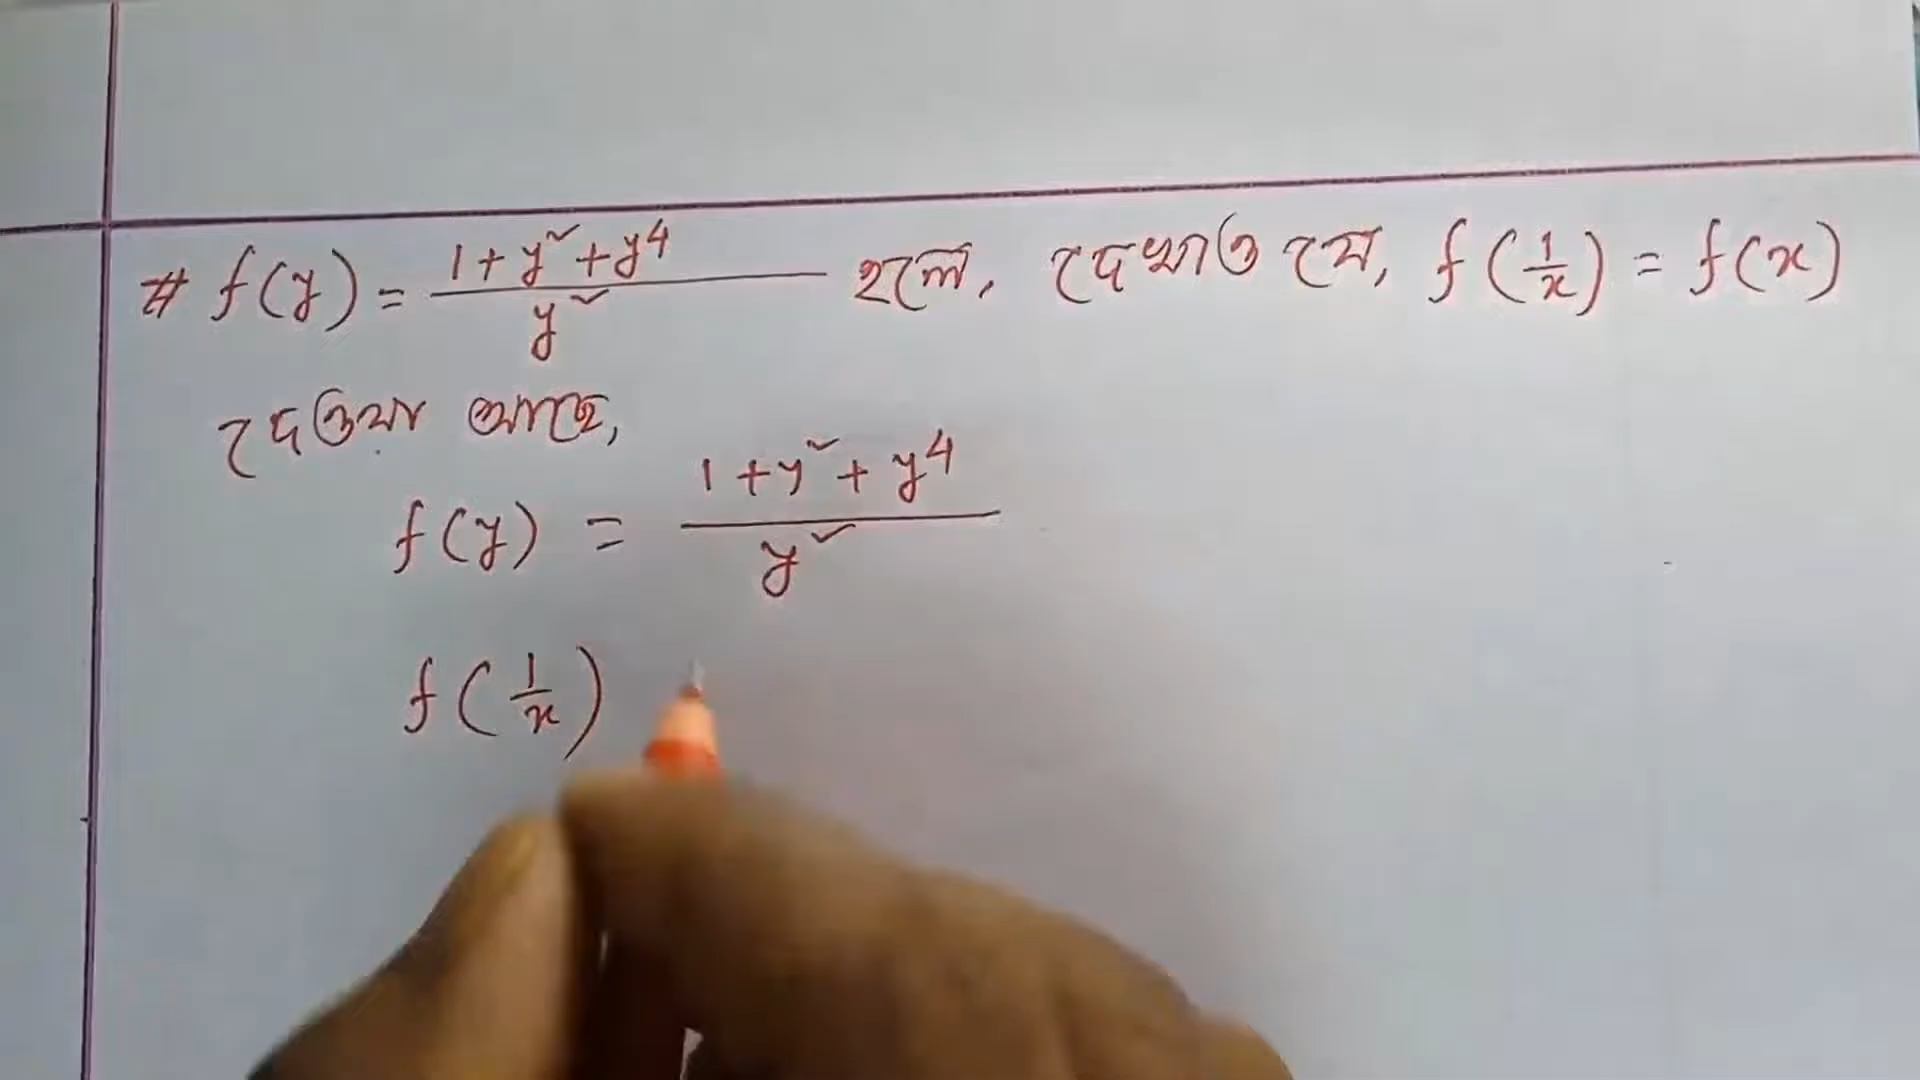 # f(y) = (1+y²+y⁴)/y² হলে, দেখাও যে, f(1/x) = f(x)
দেওয়া আছে,
f(y) = (1+y²+y⁴)/y²
f(1/x)